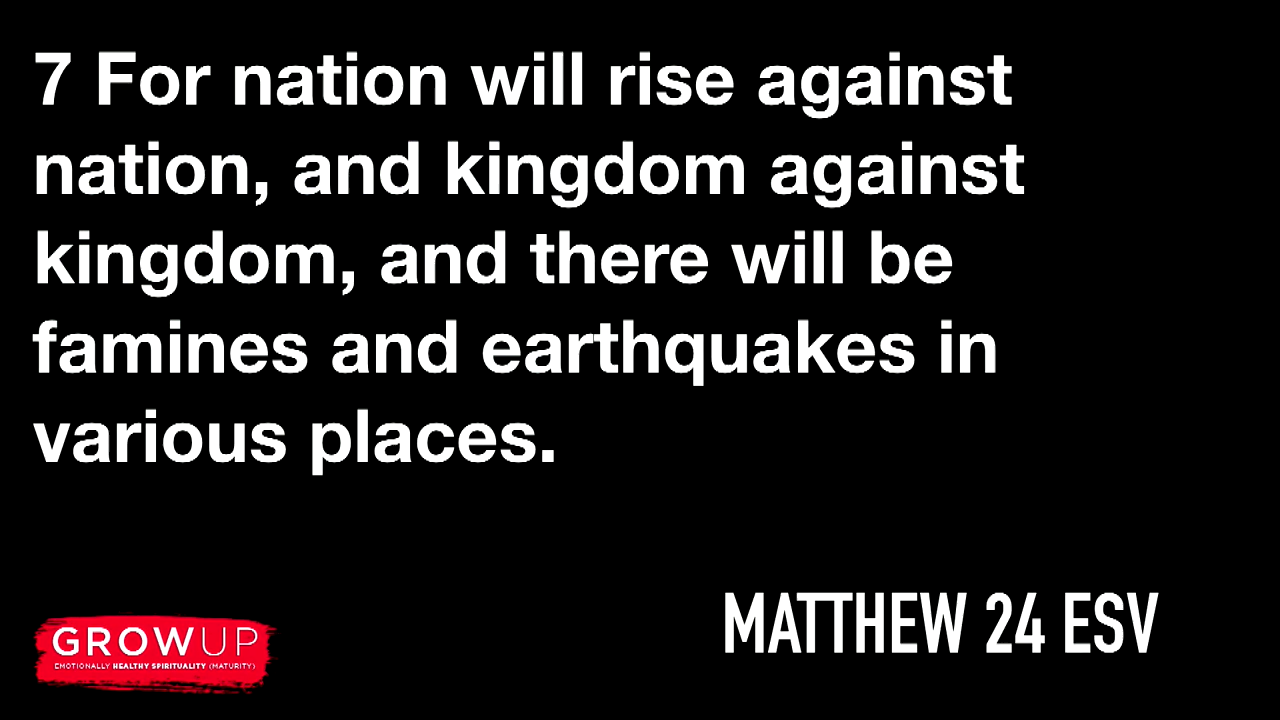 7 For nation will rise against
nation, and kingdom against
kingdom, and there will be
famines and earthquakes in
various places.
MATTHEW 24 ESV
GROWUP
EMOTIONALLY HEALTHY SPIRITUALITY (MATURITY)